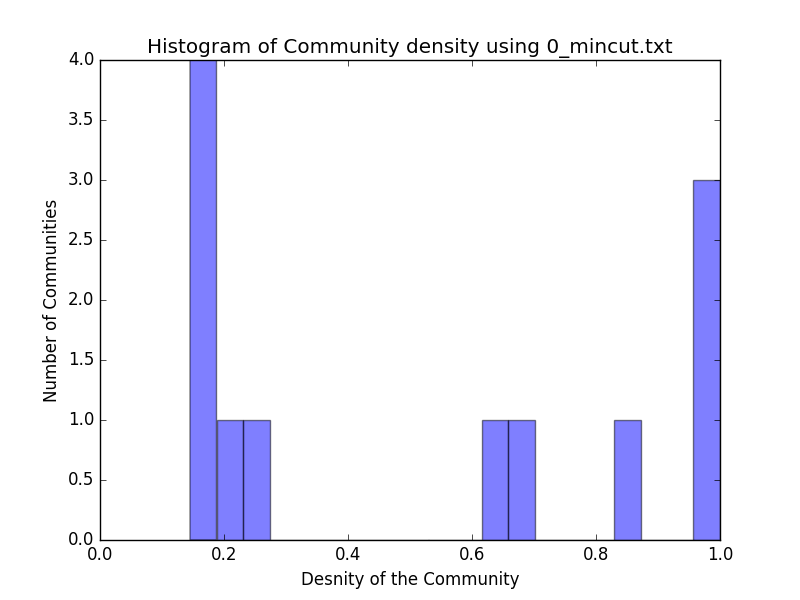 Histogram of Community density using 0_mincut.txt
4.0
3.5
3.0
2.5
2.0
1.5
1.0
0.5
0.0
Number of Communities
0.0 0.2 0.4 0.6 0.8 1.0
Desnity of the Community